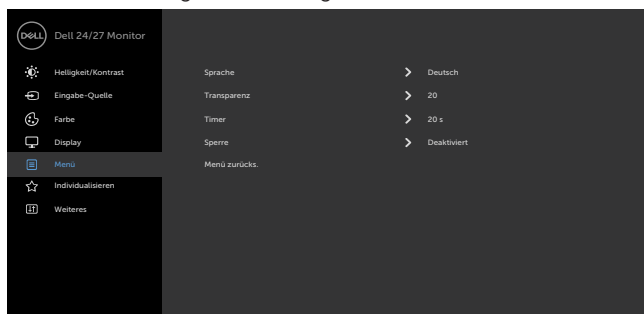 DELL Dell 24/27 Monitor
Helligkeit/Kontrast Sprache Deutsch
Eingabe-Quelle Transparenz 20
Farbe Timer 20 s
Display Sperre Deaktiviert
Menü Menü zurücks.
Individualisieren
Weiteres